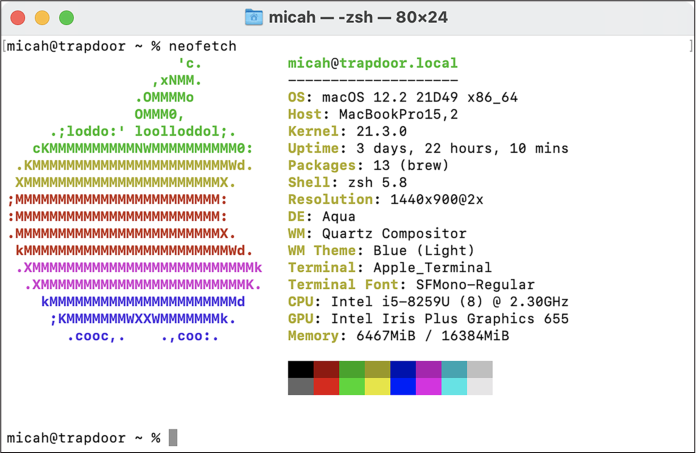 micah — -zsh — 80×24
[micah@trapdoor ~ % neofetch ]
'c. micah@trapdoor.local
,xNMM. -------------------
.OMMMMo OS: macOS 12.2 21D49 x86_64
OMMM0, Host: MacBookPro15,2
.;loddo:' loolloddol;. Kernel: 21.3.0
cKMMMMMMMMMMNWMMMMMMMMMM0: Uptime: 3 days, 22 hours, 10 mins
.KMMMMMMMMMMMMMMMMMMMMMMMWd. Packages: 13 (brew)
XMMMMMMMMMMMMMMMMMMMMMMMX. Shell: zsh 5.8
;MMMMMMMMMMMMMMMMMMMMMMMM: Resolution: 1440x900@2x
:MMMMMMMMMMMMMMMMMMMMMMMM: DE: Aqua
.MMMMMMMMMMMMMMMMMMMMMMMMX. WM: Quartz Compositor
kMMMMMMMMMMMMMMMMMMMMMMMMWd. WM Theme: Blue (Light)
.XMMMMMMMMMMMMMMMMMMMMMMMMMMk Terminal: Apple_Terminal
.XMMMMMMMMMMMMMMMMMMMMMMMMK. Terminal Font: SFMono-Regular
kMMMMMMMMMMMMMMMMMMMMMMd CPU: Intel i5-8259U (8) @ 2.30GHz
;KMMMMMMMWXXWMMMMMMMk. GPU: Intel Iris Plus Graphics 655
.cooc,. .,coo:. Memory: 6467MiB / 16384MiB
micah@trapdoor ~ %